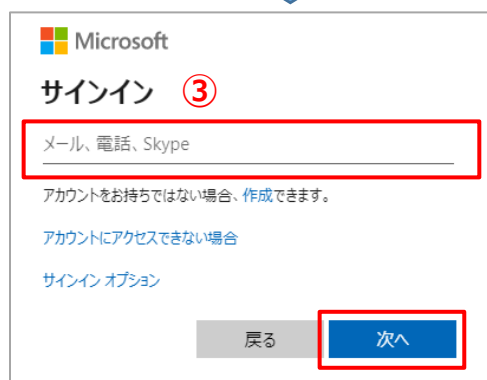 Microsoft
サインイン ③
メール、電話、Skype
アカウントをお持ちではない場合、作成できます。
アカウントにアクセスできない場合
サインイン オプション
戻る 次へ